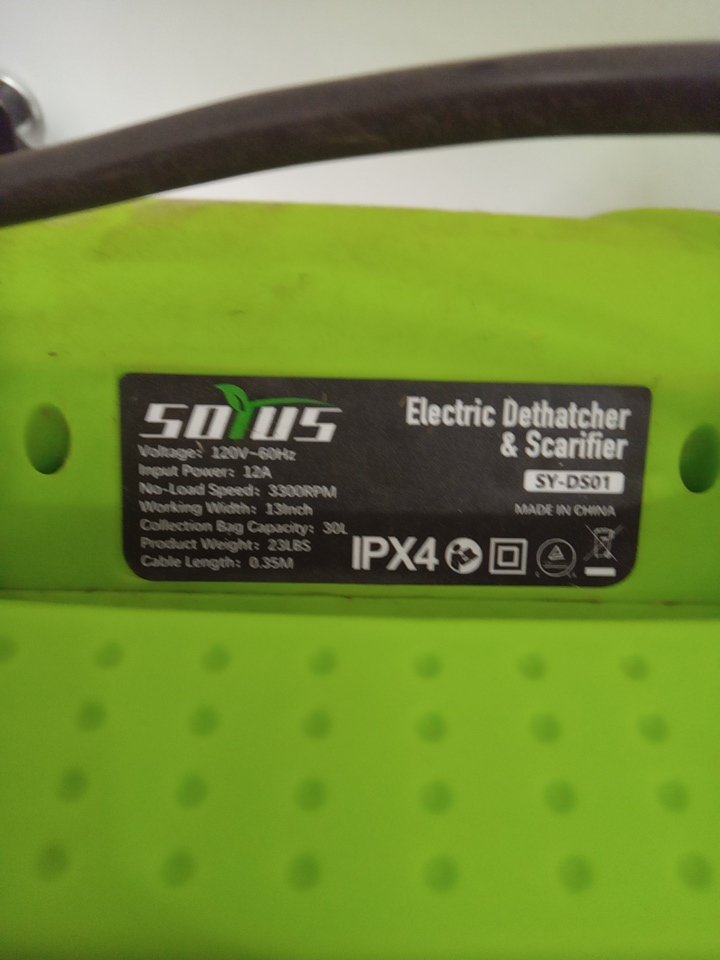 SOYUS
Electric Dethatcher
& Scarifier
SY-DS01
MADE IN CHINA
Voltage: 120V~60Hz
Input Power: 12A
No-Load Speed: 3300RPM
Working Width: 13Inch
Collection Bag Capacity: 30L
Product Weight: 23LBS
Cable Length: 0.35M
IPX4